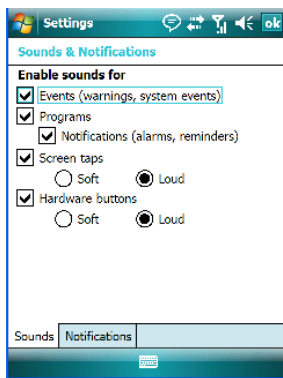 Settings ok
Sounds & Notifications
Enable sounds for
Events (warnings, system events)
Programs
Notifications (alarms, reminders)
Screen taps
Soft Loud
Hardware buttons
Soft Loud
Sounds Notifications